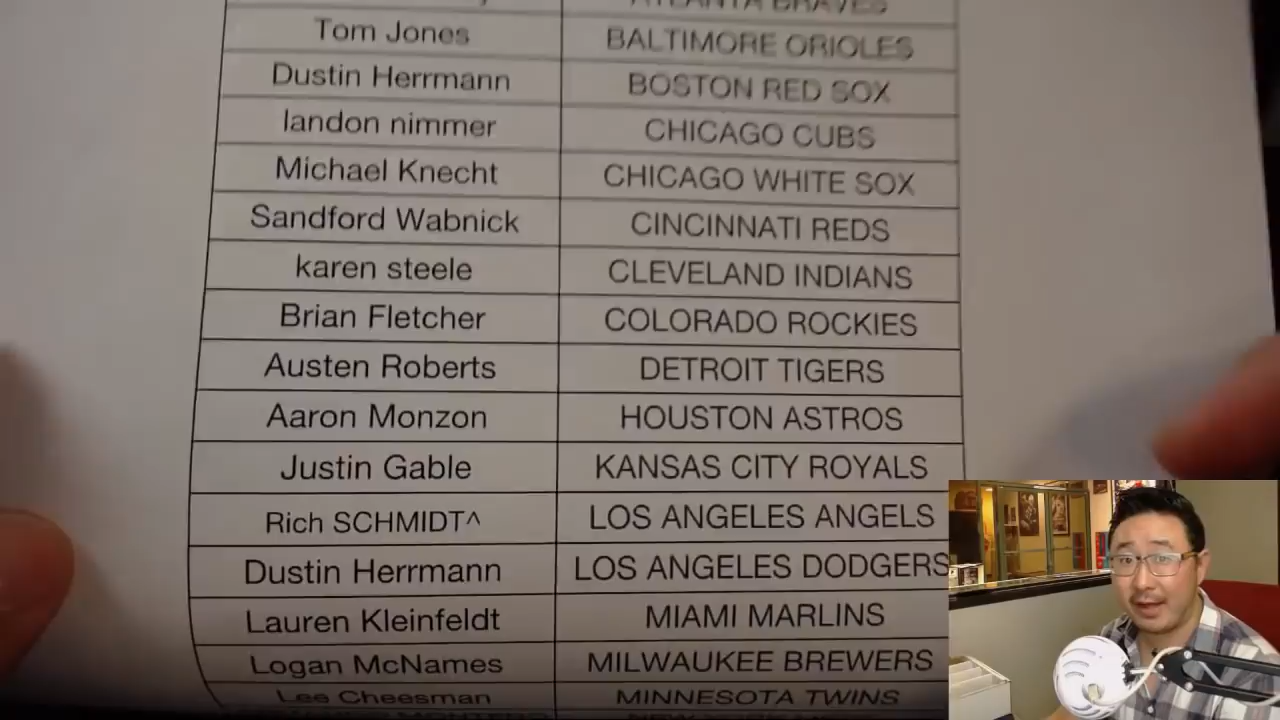 ATLANTA BRAVES
Tom Jones BALTIMORE ORIOLES
Dustin Herrmann BOSTON RED SOX
landon nimmer CHICAGO CUBS
Michael Knecht CHICAGO WHITE SOX
Sandford Wabnick CINCINNATI REDS
karen steele CLEVELAND INDIANS
Brian Fletcher COLORADO ROCKIES
Austen Roberts DETROIT TIGERS
Aaron Monzon HOUSTON ASTROS
Justin Gable KANSAS CITY ROYALS
Rich SCHMIDT^ LOS ANGELES ANGELS
Dustin Herrmann LOS ANGELES DODGERS
Lauren Kleinfeldt MIAMI MARLINS
Logan McNames MILWAUKEE BREWERS
Lee Cheesman MINNESOTA TWINS